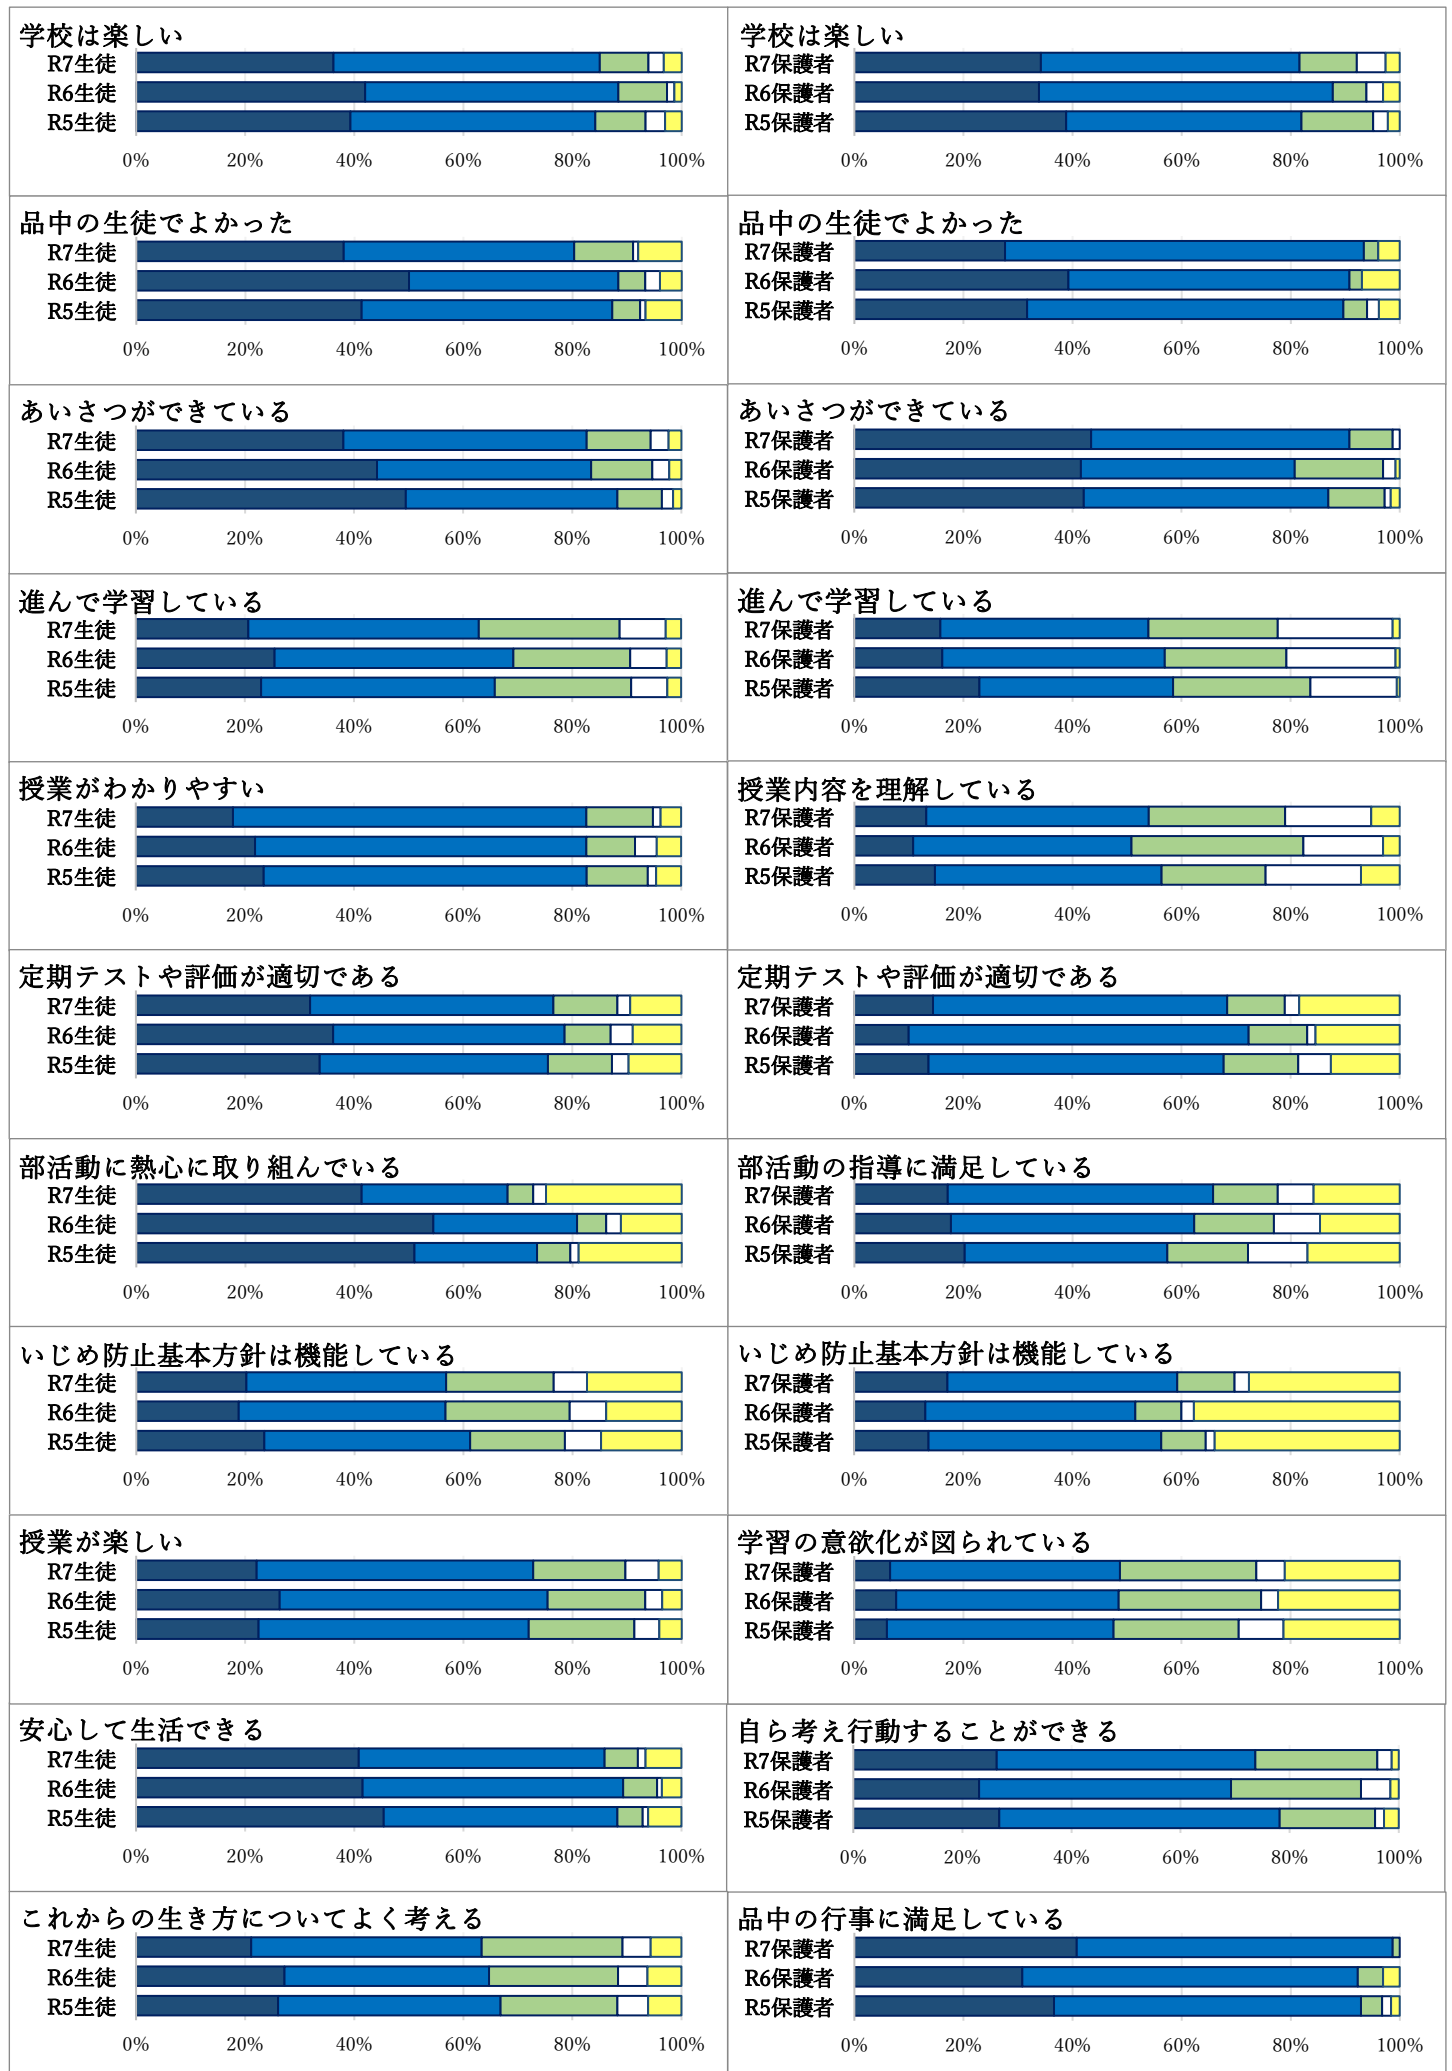 学校は楽しい
R7生徒
R6生徒
R5生徒
0% 20% 40% 60% 80% 100%
学校は楽しい
R7保護者
R6保護者
R5保護者
0% 20% 40% 60% 80% 100%
品中の生徒でよかった
R7生徒
R6生徒
R5生徒
0% 20% 40% 60% 80% 100%
品中の生徒でよかった
R7保護者
R6保護者
R5保護者
0% 20% 40% 60% 80% 100%
あいさつができている
R7生徒
R6生徒
R5生徒
0% 20% 40% 60% 80% 100%
あいさつができている
R7保護者
R6保護者
R5保護者
0% 20% 40% 60% 80% 100%
進んで学習している
R7生徒
R6生徒
R5生徒
0% 20% 40% 60% 80% 100%
進んで学習している
R7保護者
R6保護者
R5保護者
0% 20% 40% 60% 80% 100%
授業がわかりやすい
R7生徒
R6生徒
R5生徒
0% 20% 40% 60% 80% 100%
授業内容を理解している
R7保護者
R6保護者
R5保護者
0% 20% 40% 60% 80% 100%
定期テストや評価が適切である
R7生徒
R6生徒
R5生徒
0% 20% 40% 60% 80% 100%
定期テストや評価が適切である
R7保護者
R6保護者
R5保護者
0% 20% 40% 60% 80% 100%
部活動に熱心に取り組んでいる
R7生徒
R6生徒
R5生徒
0% 20% 40% 60% 80% 100%
部活動の指導に満足している
R7保護者
R6保護者
R5保護者
0% 20% 40% 60% 80% 100%
いじめ防止基本方針は機能している
R7生徒
R6生徒
R5生徒
0% 20% 40% 60% 80% 100%
いじめ防止基本方針は機能している
R7保護者
R6保護者
R5保護者
0% 20% 40% 60% 80% 100%
授業が楽しい
R7生徒
R6生徒
R5生徒
0% 20% 40% 60% 80% 100%
学習の意欲化が図られている
R7保護者
R6保護者
R5保護者
0% 20% 40% 60% 80% 100%
安心して生活できる
R7生徒
R6生徒
R5生徒
0% 20% 40% 60% 80% 100%
自ら考え行動することができる
R7保護者
R6保護者
R5保護者
0% 20% 40% 60% 80% 100%
これからの生き方についてよく考える
R7生徒
R6生徒
R5生徒
0% 20% 40% 60% 80% 100%
品中の行事に満足している
R7保護者
R6保護者
R5保護者
0% 20% 40% 60% 80% 100%